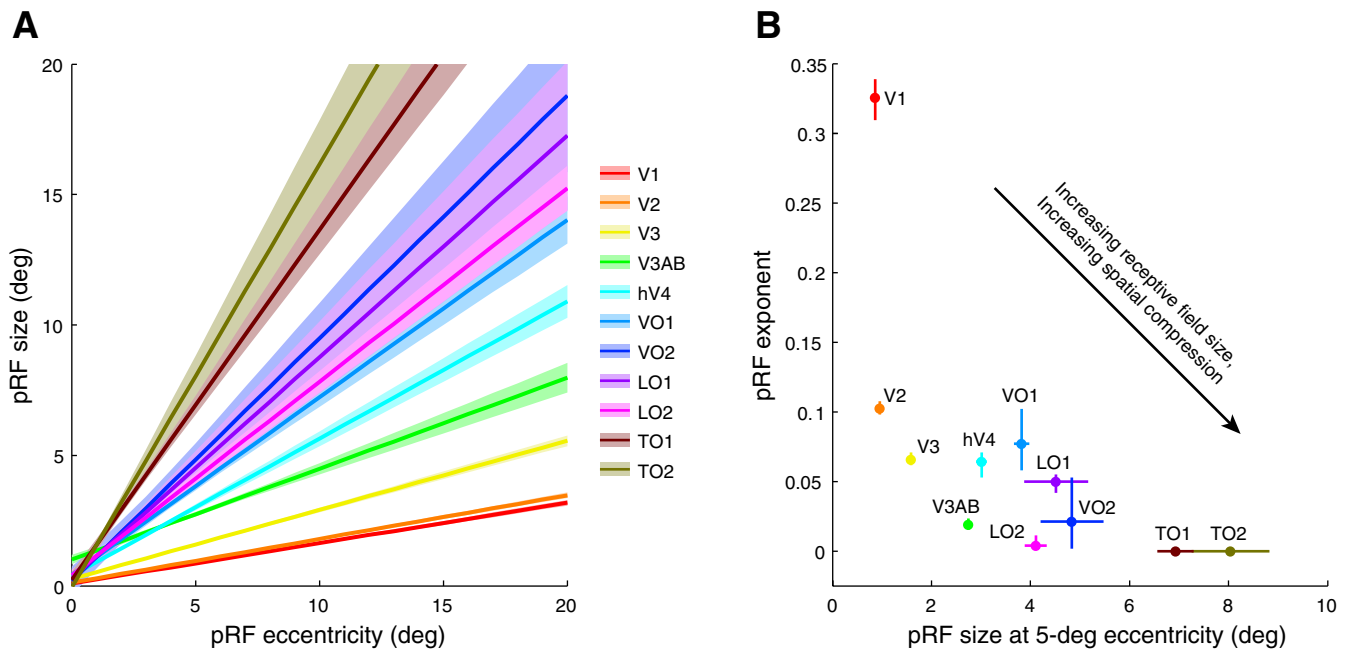 A
20
15
10
5
0
pRF size (deg)
0
5
10
15
20
pRF eccentricity (deg)
V1
V2
V3
V3AB
hV4
VO1
VO2
LO1
LO2
TO1
TO2
B
0.35
0.3
0.25
0.2
0.15
0.1
0.05
0
pRF exponent
V1
Increasing receptive field size,
Increasing spatial compression
V2
VO1
V3
hV4
LO1
V3AB
VO2
LO2
TO1
TO2
0
2
4
6
8
10
pRF size at 5-deg eccentricity (deg)